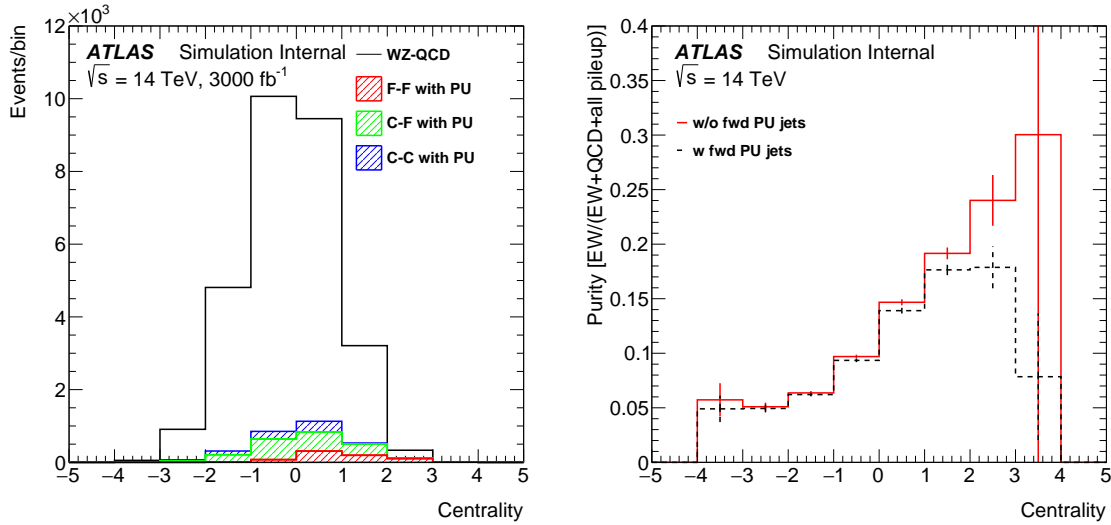 ×10³
12
10
8
6
4
2
0
Events/bin
ATLAS Simulation Internal
√s = 14 TeV, 3000 fb⁻¹
WZ-QCD
F-F with PU
C-F with PU
C-C with PU
−5 −4 −3 −2 −1 0 1 2 3 4 5
Centrality
0.4
0.35
0.3
0.25
0.2
0.15
0.1
0.05
0
Purity [EW/(EW+QCD+all pileup)]
ATLAS Simulation Internal
√s = 14 TeV
w/o fwd PU jets
w fwd PU jets
−5 −4 −3 −2 −1 0 1 2 3 4 5
Centrality